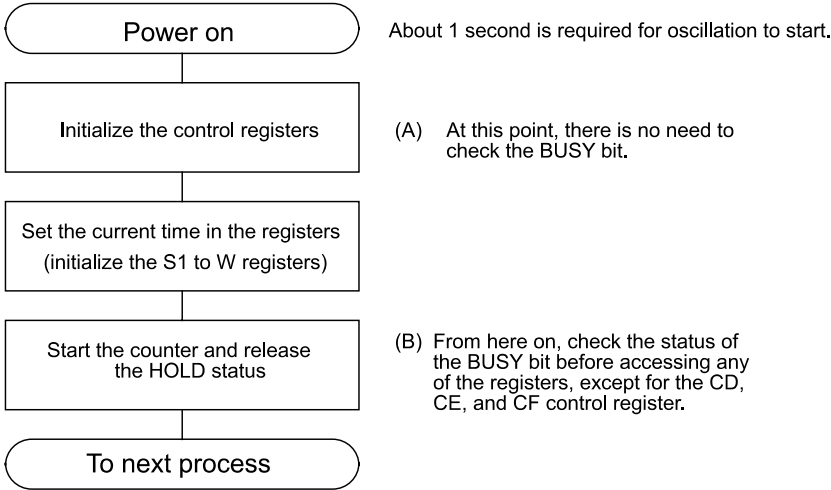 Power on
About 1 second is required for oscillation to start.
Initialize the control registers
(A) At this point, there is no need to
check the BUSY bit.
Set the current time in the registers
(initialize the S1 to W registers)
Start the counter and release
the HOLD status
(B) From here on, check the status of
the BUSY bit before accessing any
of the registers, except for the CD,
CE, and CF control register.
To next process